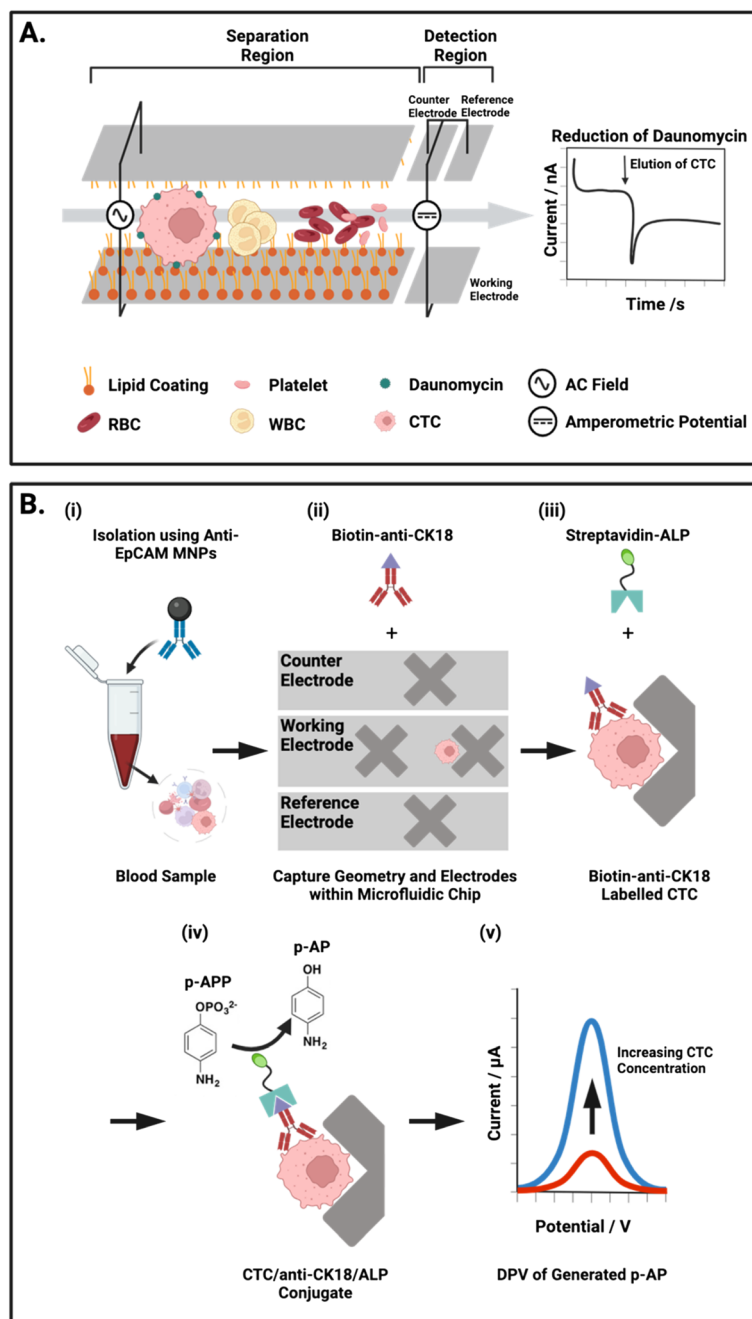 A.
Separation
Region
Detection
Region
Counter
Electrode
Reference
Electrode
Working
Electrode
Reduction of Daunomycin
Elution of CTC
Current / nA
Time /s
Lipid Coating
Platelet
Daunomycin
AC Field
RBC
WBC
CTC
Amperometric Potential
B.
(i)
Isolation using Anti-
EpCAM MNPs
Blood Sample
(ii)
Biotin-anti-CK18
+
Counter
Electrode
Working
Electrode
Reference
Electrode
Capture Geometry and Electrodes
within Microfluidic Chip
(iii)
Streptavidin-ALP
+
Biotin-anti-CK18
Labelled CTC
(iv)
p-APP
OPO₃²⁻
NH₂
p-AP
OH
NH₂
CTC/anti-CK18/ALP
Conjugate
(v)
Current / µA
Increasing CTC
Concentration
Potential / V
DPV of Generated p-AP